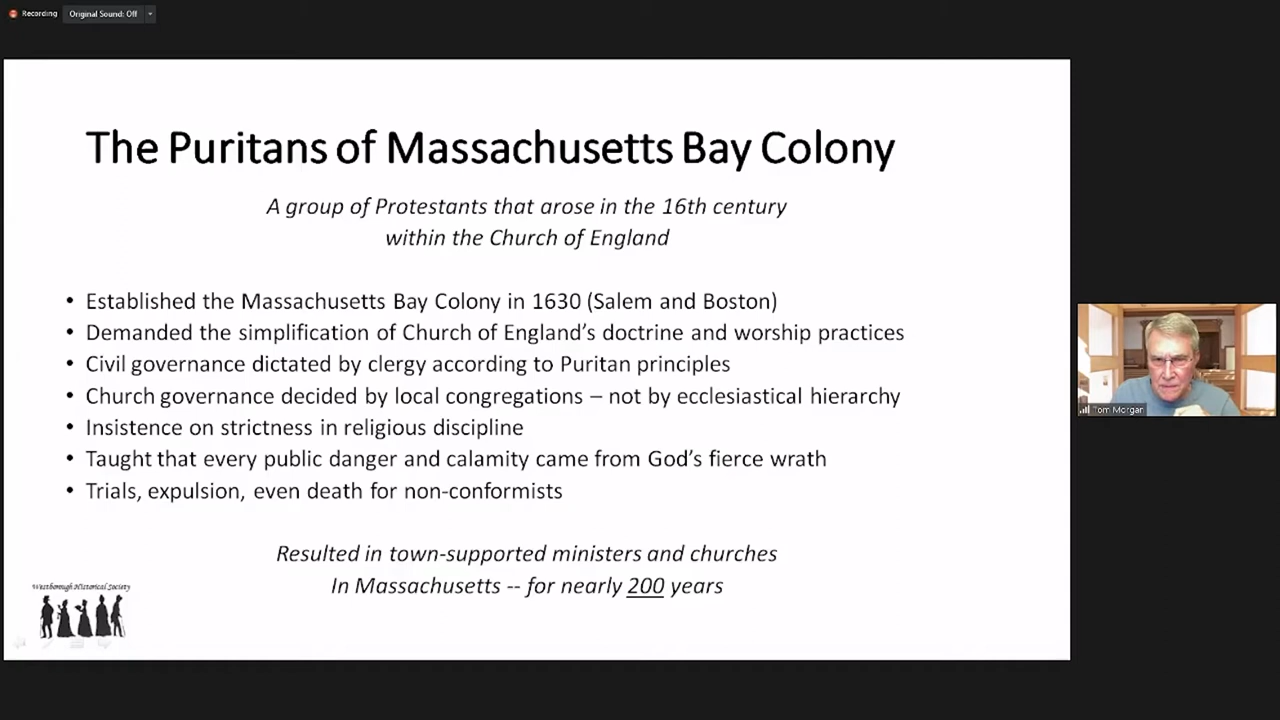 Recording
Original Sound: Off
The Puritans of Massachusetts Bay Colony
A group of Protestants that arose in the 16th century
within the Church of England
• Established the Massachusetts Bay Colony in 1630 (Salem and Boston)
• Demanded the simplification of Church of England’s doctrine and worship practices
• Civil governance dictated by clergy according to Puritan principles
• Church governance decided by local congregations – not by ecclesiastical hierarchy
• Insistence on strictness in religious discipline
• Taught that every public danger and calamity came from God’s fierce wrath
• Trials, expulsion, even death for non-conformists
Resulted in town-supported ministers and churches
In Massachusetts -- for nearly 200 years
Westborough Historical Society
Tom Morgan